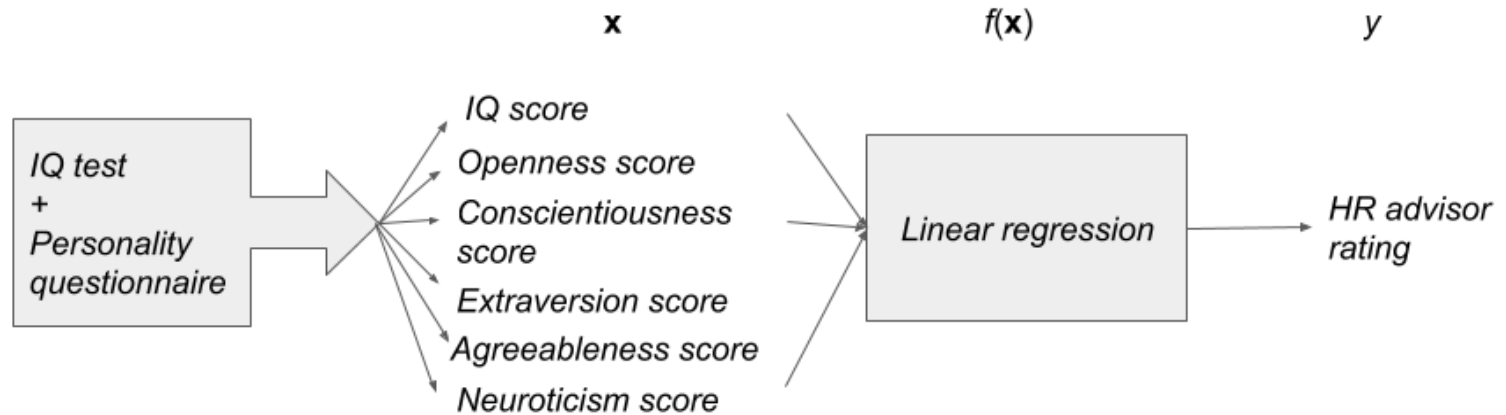 x
f(x)
y
IQ test
+
Personality
questionnaire
IQ score
Openness score
Conscientiousness
score
Extraversion score
Agreeableness score
Neuroticism score
Linear regression
HR advisor
rating